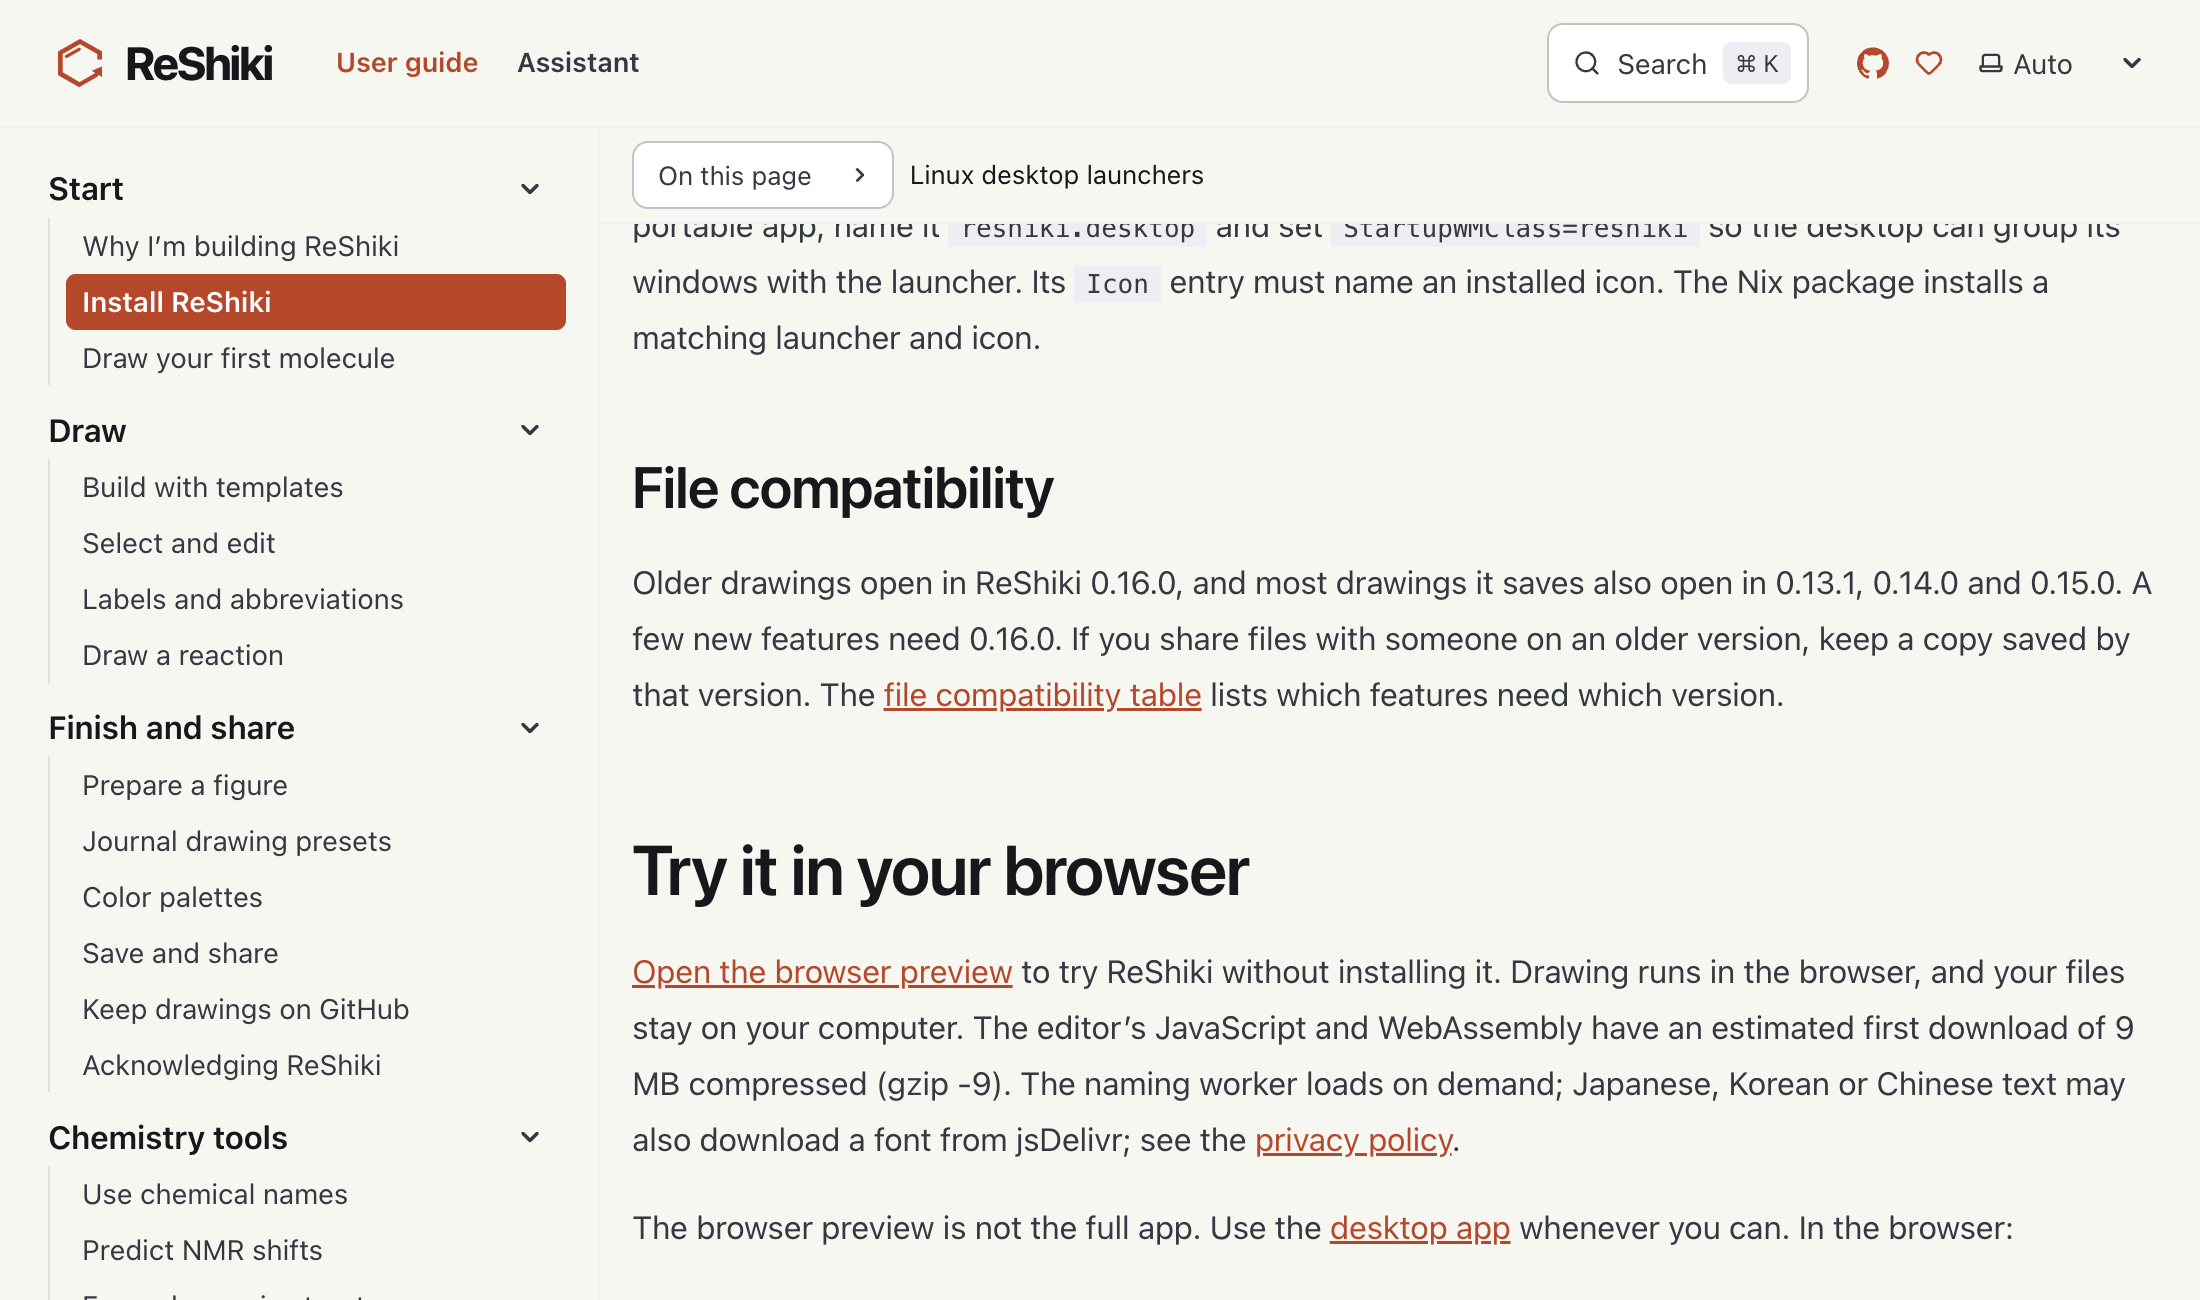 ReShiki
User guide
Assistant
Search
⌘ K
Auto
Start
Why I’m building ReShiki
Install ReShiki
Draw your first molecule
Draw
Build with templates
Select and edit
Labels and abbreviations
Draw a reaction
Finish and share
Prepare a figure
Journal drawing presets
Color palettes
Save and share
Keep drawings on GitHub
Acknowledging ReShiki
Chemistry tools
Use chemical names
Predict NMR shifts
On this page
Linux desktop launchers
portable app, name it reshiki.desktop and set StartupWMClass=reshiki so the desktop can group its
windows with the launcher. Its Icon entry must name an installed icon. The Nix package installs a
matching launcher and icon.
File compatibility
Older drawings open in ReShiki 0.16.0, and most drawings it saves also open in 0.13.1, 0.14.0 and 0.15.0. A
few new features need 0.16.0. If you share files with someone on an older version, keep a copy saved by
that version. The file compatibility table lists which features need which version.
Try it in your browser
Open the browser preview to try ReShiki without installing it. Drawing runs in the browser, and your files
stay on your computer. The editor’s JavaScript and WebAssembly have an estimated first download of 9
MB compressed (gzip -9). The naming worker loads on demand; Japanese, Korean or Chinese text may
also download a font from jsDelivr; see the privacy policy.
The browser preview is not the full app. Use the desktop app whenever you can. In the browser: